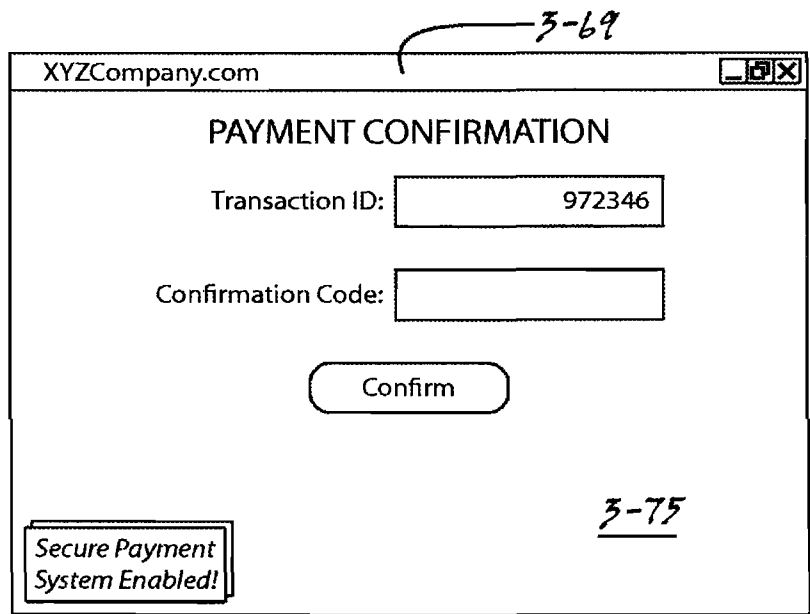 3-69
XYZCompany.com
PAYMENT CONFIRMATION
Transaction ID: 972346
Confirmation Code:
Confirm
3-75
Secure Payment
System Enabled!